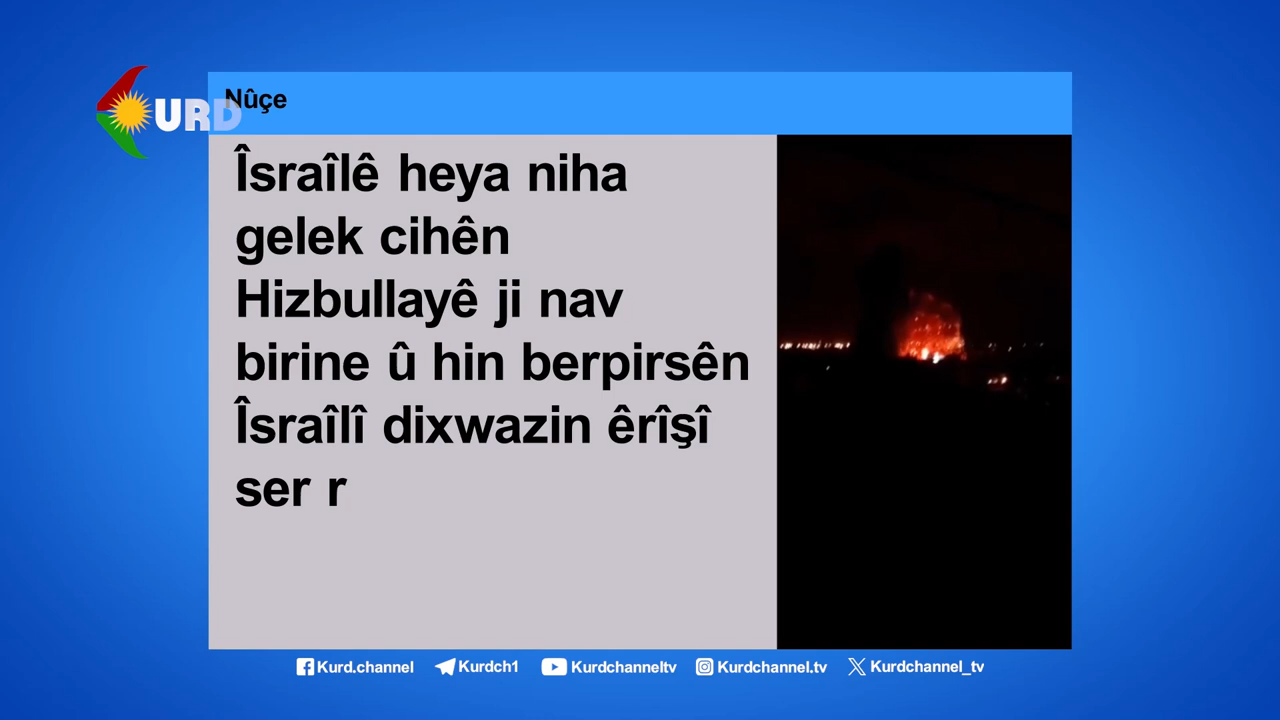 URD
Nûçe
Îsraîlê heya niha
gelek cihên
Hizbullayê ji nav
birine û hin berpirsên
Îsraîlî dixwazin êrîşî
ser r
Kurd.channel Kurdch1 Kurdchanneltv Kurdchannel.tv Kurdchannel_tv